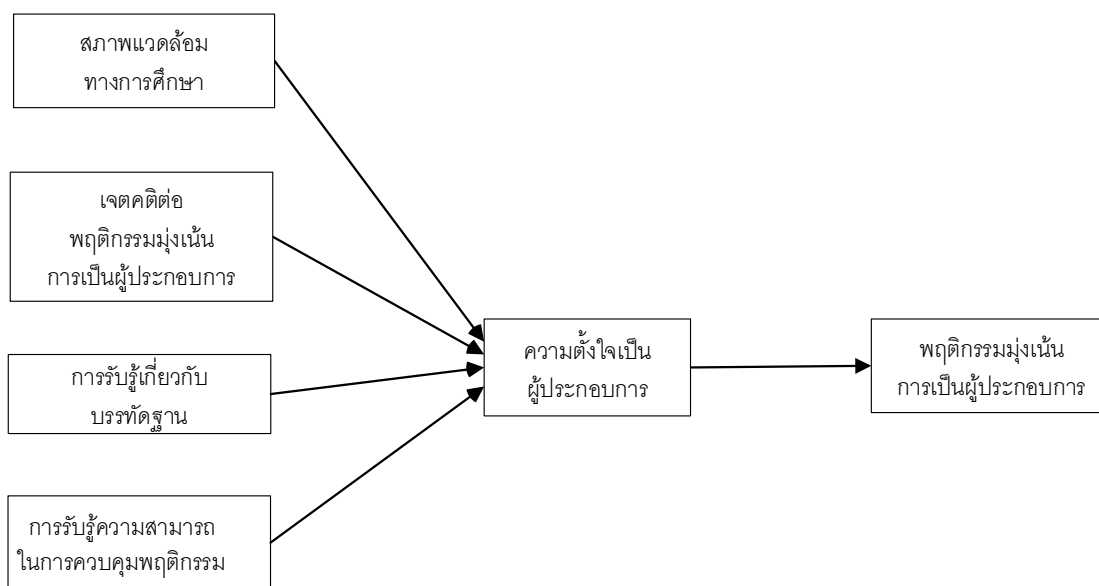 สภาพแวดล้อม
ทางการศึกษา
เจตคติต่อ
พฤติกรรมมุ่งเน้น
การเป็นผู้ประกอบการ
การรับรู้เกี่ยวกับ
บรรทัดฐาน
การรับรู้ความสามารถ
ในการควบคุมพฤติกรรม
ความตั้งใจเป็น
ผู้ประกอบการ
พฤติกรรมมุ่งเน้น
การเป็นผู้ประกอบการ